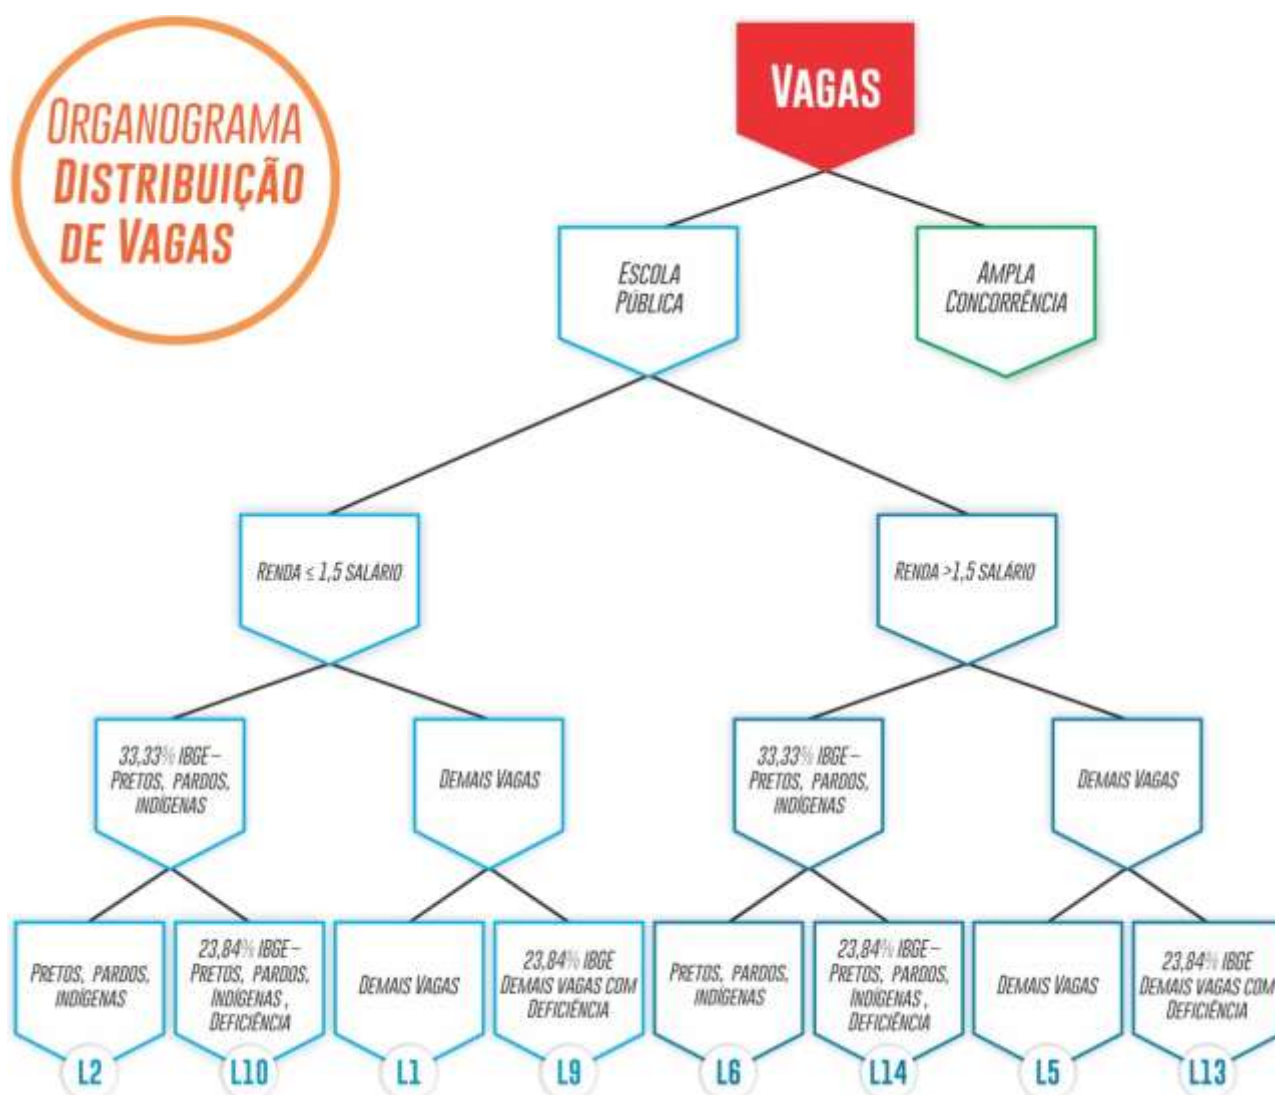 ORGANOGRAMA
DISTRIBUIÇÃO
DE VAGAS
VAGAS
ESCOLA
PÚBLICA
AMPLA
CONCORRÊNCIA
RENDA ≤ 1,5 SALÁRIO
RENDA >1,5 SALÁRIO
33,33% IBGE –
PRETOS, PARDOS,
INDÍGENAS
DEMAIS VAGAS
33,33% IBGE –
PRETOS, PARDOS,
INDÍGENAS
DEMAIS VAGAS
PRETOS, PARDOS,
INDÍGENAS
L2
23,84% IBGE –
PRETOS, PARDOS,
INDÍGENAS ,
DEFICIÊNCIA
L10
DEMAIS VAGAS
L1
23,84% IBGE
DEMAIS VAGAS COM
DEFICIÊNCIA
L9
PRETOS, PARDOS,
INDÍGENAS
L6
23,84% IBGE –
PRETOS, PARDOS,
INDÍGENAS ,
DEFICIÊNCIA
L14
DEMAIS VAGAS
L5
23,84% IBGE
DEMAIS VAGAS COM
DEFICIÊNCIA
L13